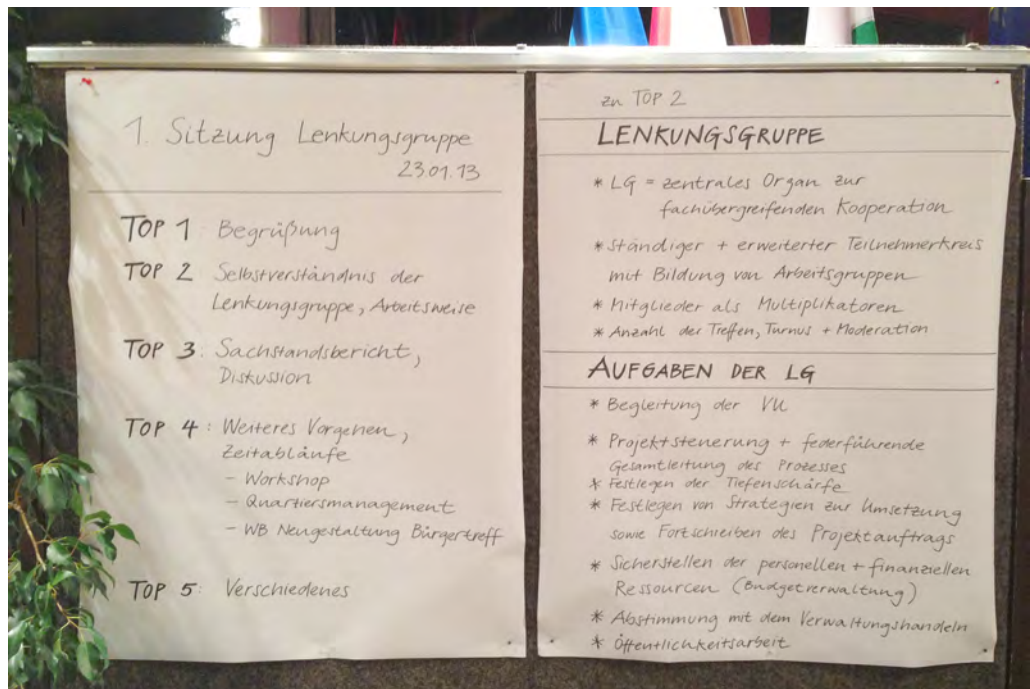 1. Sitzung Lenkungsgruppe
23.01.13
TOP 1: Begrüßung
TOP 2 Selbstverständnis der
Lenkungsgruppe, Arbeitsweise
TOP 3: Sachstandsbericht,
Diskussion
TOP 4: Weiteres Vorgehen,
Zeitabläufe
- Workshop
- Quartiersmanagement
- WB Neugestaltung Bürgertreff
TOP 5: Verschiedenes
zu TOP 2
LENKUNGSGRUPPE
* LG = zentrales Organ zur
fachübergreifenden Kooperation
* ständiger + erweiterter Teilnehmerkreis
mit Bildung von Arbeitsgruppen
* Mitglieder als Multiplikatoren
* Anzahl der Treffen, Turnus + Moderation
AUFGABEN DER LG
* Begleitung der VU
* Projektsteuerung + federführende
Gesamtleitung des Prozesses
* Festlegen der Tiefenschärfe
* Festlegen von Strategien zur Umsetzung
sowie Fortschreiben des Projektauftrags
* Sicherstellen der personellen + finanziellen
Ressourcen (Budgetverwaltung)
* Abstimmung mit dem Verwaltungshandeln
* Öffentlichkeitsarbeit